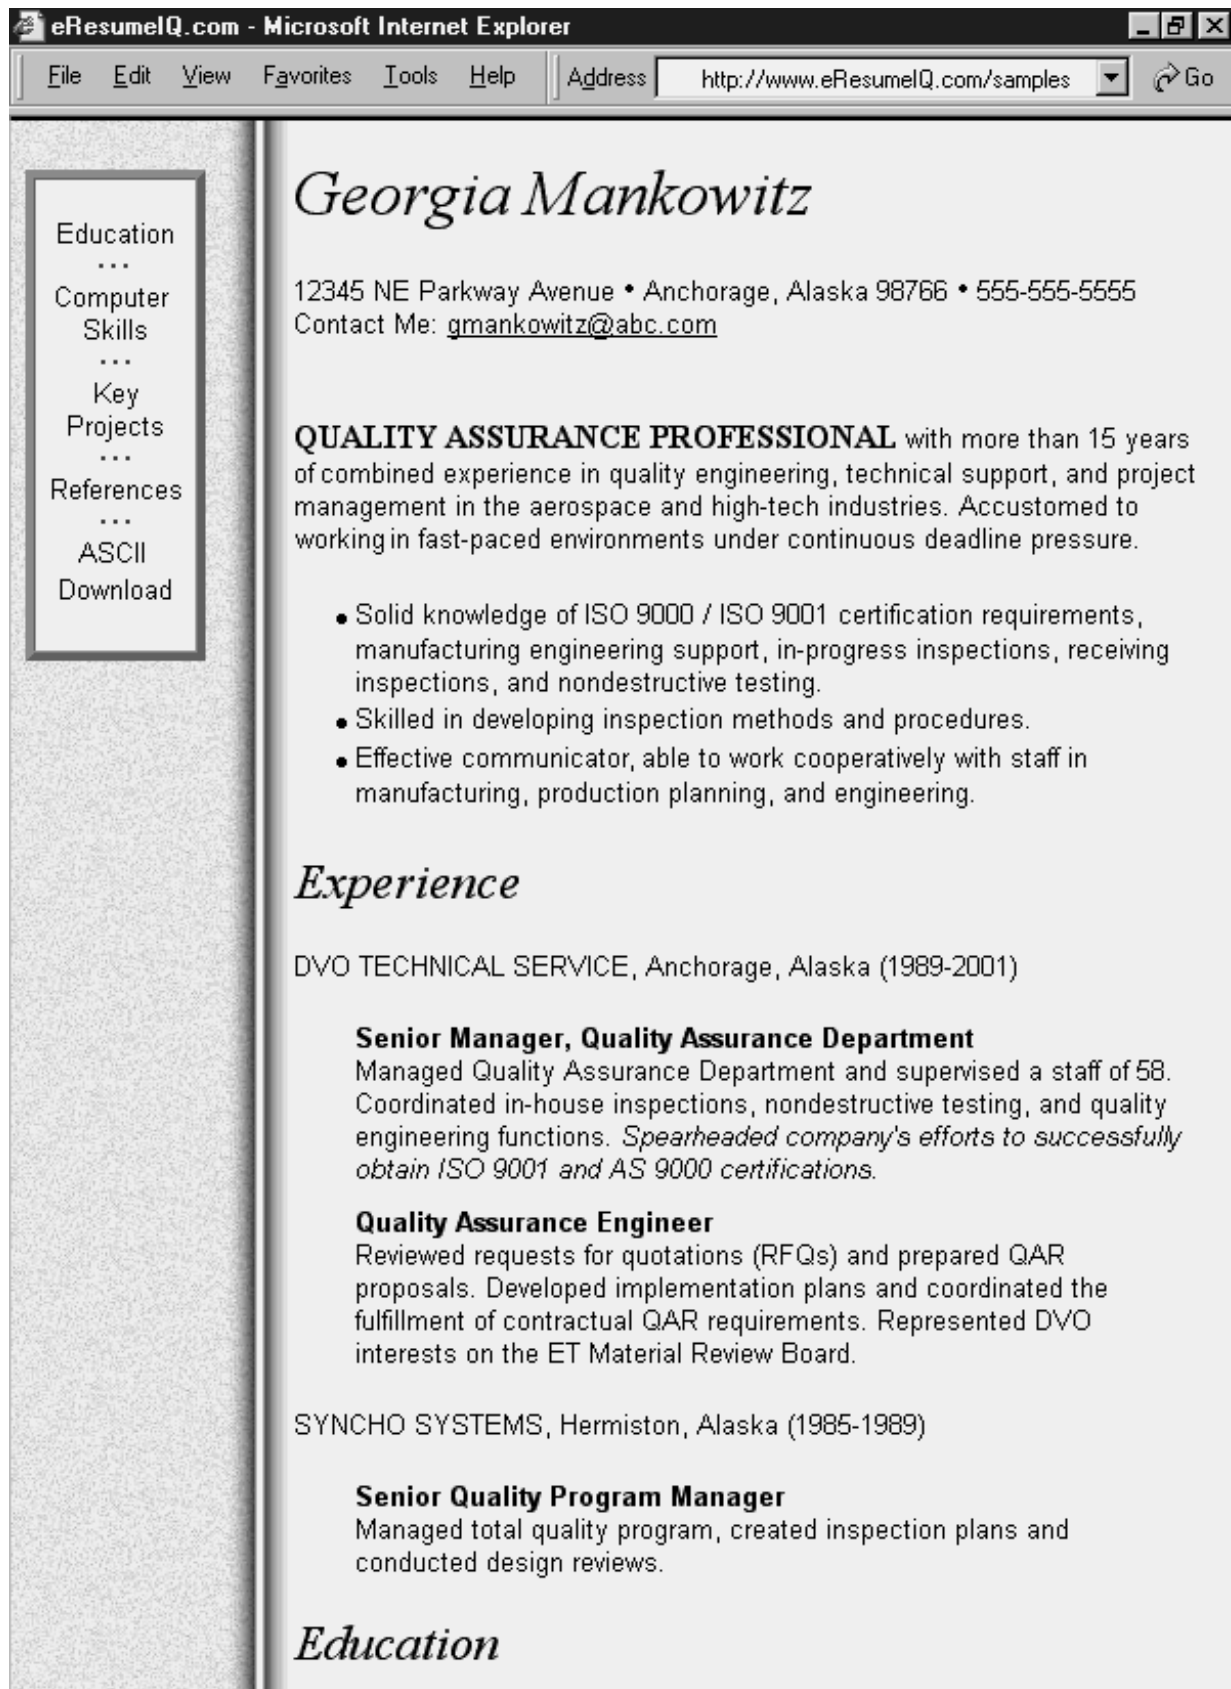 eResumeIQ.com - Microsoft Internet Explorer
File Edit View Favorites Tools Help Address http://www.eResumeIQ.com/samples Go
Education
...
Computer
Skills
...
Key
Projects
...
References
...
ASCII
Download
Georgia Mankowitz
12345 NE Parkway Avenue • Anchorage, Alaska 98766 • 555-555-5555
Contact Me: gmankowitz@abc.com
QUALITY ASSURANCE PROFESSIONAL with more than 15 years
of combined experience in quality engineering, technical support, and project
management in the aerospace and high-tech industries. Accustomed to
working in fast-paced environments under continuous deadline pressure.
• Solid knowledge of ISO 9000 / ISO 9001 certification requirements,
manufacturing engineering support, in-progress inspections, receiving
inspections, and nondestructive testing.
• Skilled in developing inspection methods and procedures.
• Effective communicator, able to work cooperatively with staff in
manufacturing, production planning, and engineering.
Experience
DVO TECHNICAL SERVICE, Anchorage, Alaska (1989-2001)
Senior Manager, Quality Assurance Department
Managed Quality Assurance Department and supervised a staff of 58.
Coordinated in-house inspections, nondestructive testing, and quality
engineering functions. Spearheaded company's efforts to successfully
obtain ISO 9001 and AS 9000 certifications.
Quality Assurance Engineer
Reviewed requests for quotations (RFQs) and prepared QAR
proposals. Developed implementation plans and coordinated the
fulfillment of contractual QAR requirements. Represented DVO
interests on the ET Material Review Board.
SYNCHO SYSTEMS, Hermiston, Alaska (1985-1989)
Senior Quality Program Manager
Managed total quality program, created inspection plans and
conducted design reviews.
Education